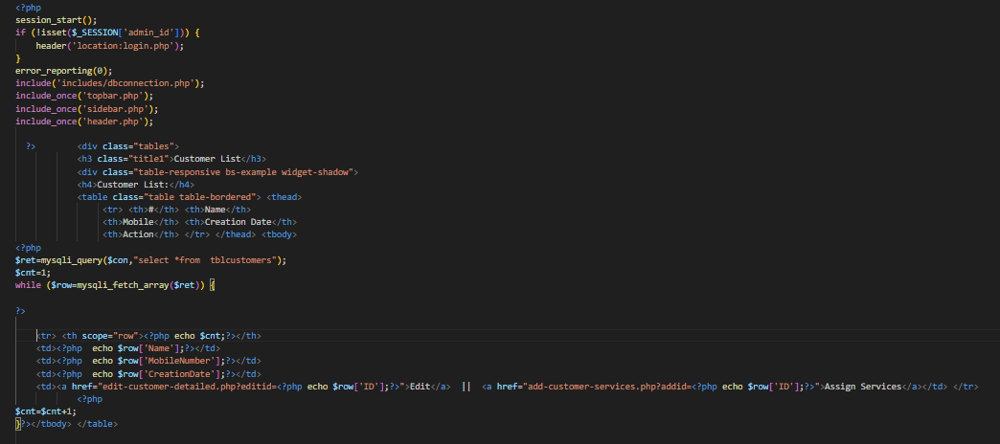 <?php
session_start();
if (!isset($_SESSION['admin_id'])) {
header('location:login.php');
}
error_reporting(0);
include('includes/dbconnection.php');
include_once('topbar.php');
include_once('sidebar.php');
include_once('header.php');
?> <div class="tables">
<h3 class="title1">Customer List</h3>
<div class="table-responsive bs-example widget-shadow">
<h4>Customer List:</h4>
<table class="table table-bordered"> <thead>
<tr> <th>#</th> <th>Name</th>
<th>Mobile</th> <th>Creation Date</th>
<th>Action</th> </tr> </thead> <tbody>
<?php
$ret=mysqli_query($con,"select *from  tblcustomers");
$cnt=1;
while ($row=mysqli_fetch_array($ret)) {
?>
<tr> <th scope="row"><?php echo $cnt;?></th>
<td><?php  echo $row['Name'];?></td>
<td><?php  echo $row['MobileNumber'];?></td>
<td><?php  echo $row['CreationDate'];?></td>
<td><a href="edit-customer-detailed.php?editid=<?php echo $row['ID'];?>">Edit</a>  ||  <a href="add-customer-services.php?addid=<?php echo $row['ID'];?>">Assign Services</a></td> </tr>
<?php
$cnt=$cnt+1;
}?></tbody> </table>